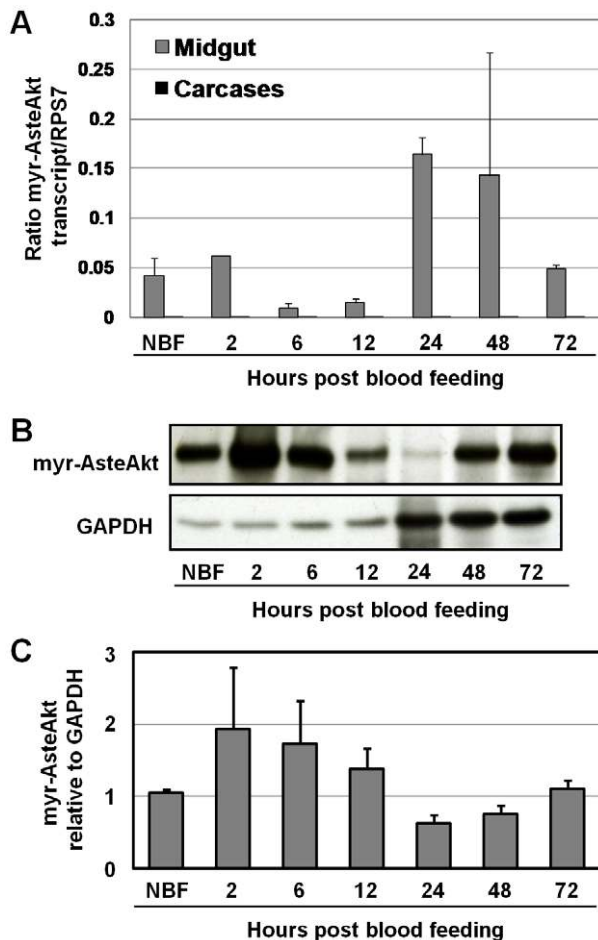 A
Midgut
Carcases
Ratio myr-AsteAkt
transcript/RPS7
0.3
0.25
0.2
0.15
0.1
0.05
0
NBF 2 6 12 24 48 72
Hours post blood feeding
B
myr-AsteAkt
GAPDH
NBF 2 6 12 24 48 72
Hours post blood feeding
C
myr-AsteAkt
relative to GAPDH
3
2
1
0
NBF 2 6 12 24 48 72
Hours post blood feeding